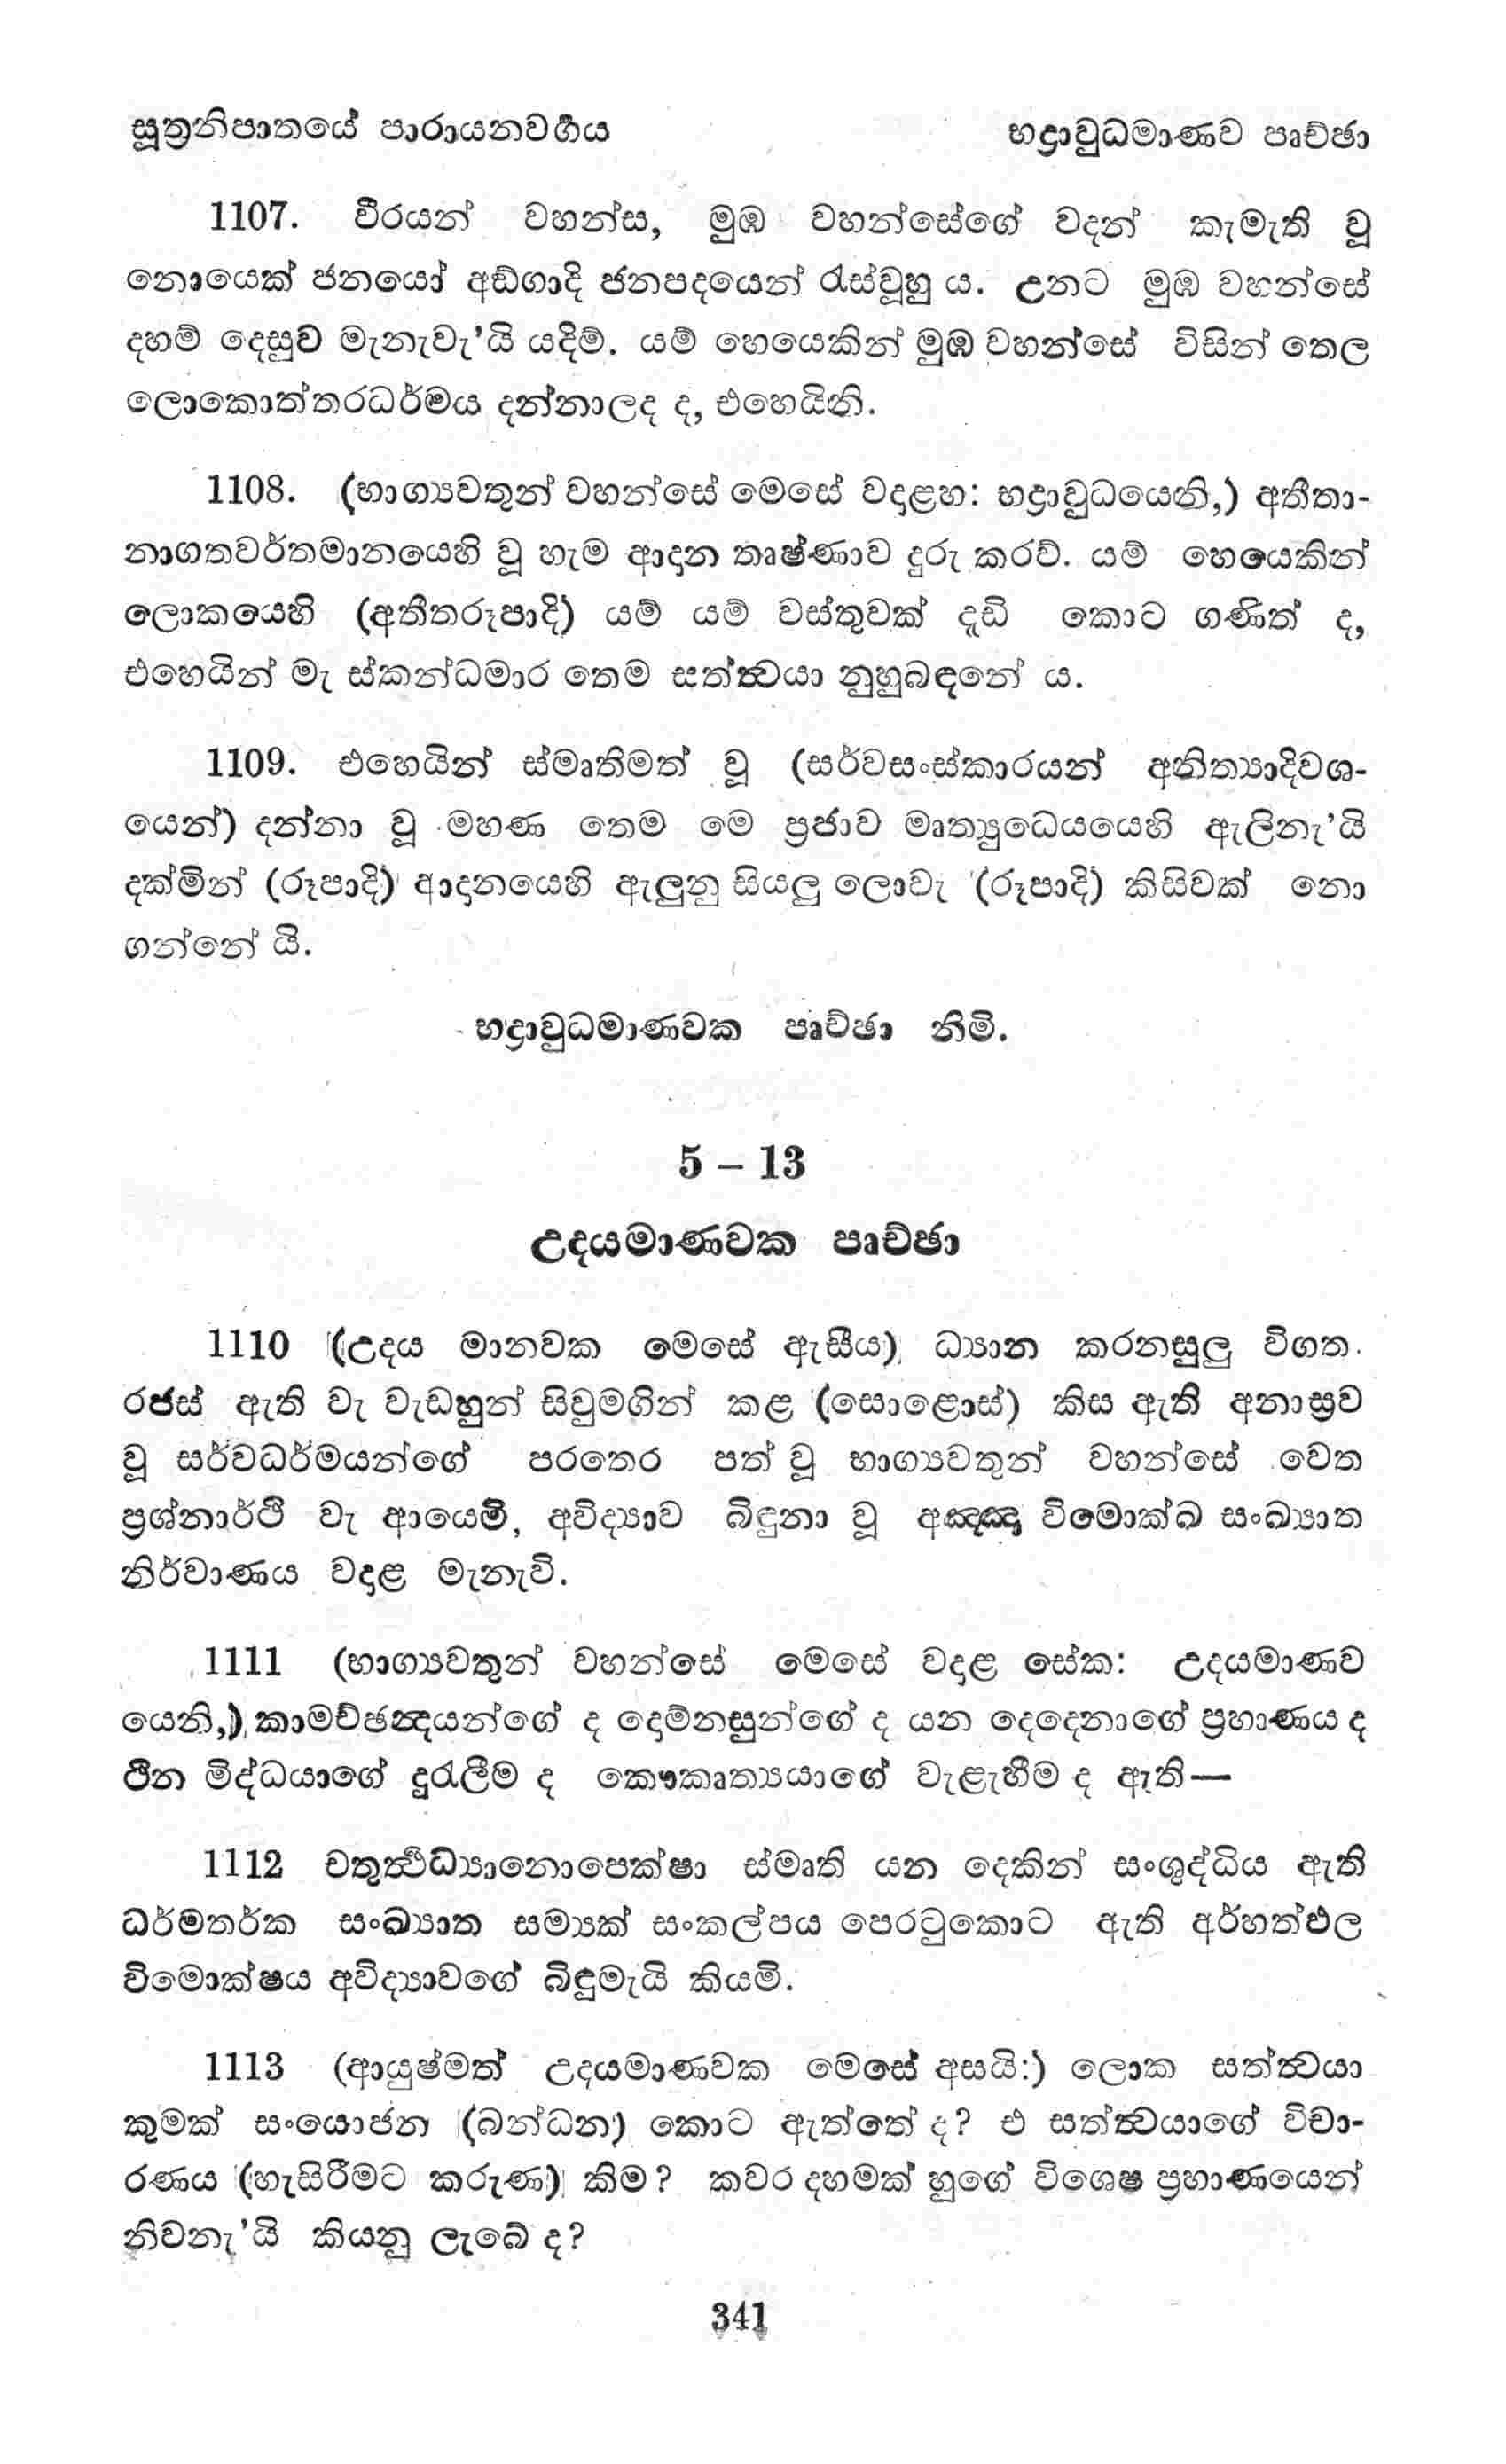 සූත්‍රනිපාතයේ පාරායනවර්‍ගය භද්‍රාවුධමාණව පෘච්ඡා
1107. වීරයන් වහන්ස, මුඹ වහන්සේගේ වදන් කැමැති වූ
නොයෙක් ජනයෝ අඞ්ගාදි ජනපදයෙන් රැස්වූහු ය. උනට මුඹ වහන්සේ
දහම් දෙසුව මැනැවැ’යි යදිම්. යම් හෙයෙකින් මුඹ වහන්සේ විසින් තෙල
ලොකොත්තරධර්මය දන්නාලද ද, එහෙයිනි.
1108. (භාග්‍යවතුන් වහන්සේ මෙසේ වදාළහ: භද්‍රාවුධයෙනි,) අතීතා-
නාගතවර්තමානයෙහි වූ හැම ආදාන තෘෂ්ණාව දුරු කරව්. යම් හෙයෙකින්
ලොකයෙහි (අතීතරූපාදි) යම් යම් වස්තුවක් දැඩි කොට ගණිත් ද,
එහෙයින් මැ ස්කන්ධමාර තෙම සත්ත්‍වයා නුහුබඳනේ ය.
1109. එහෙයින් ස්මෘතිමත් වූ (සර්වසංස්කාරයන් අනිත්‍යාදිවශ-
යෙන්) දන්නා වූ මහණ තෙම මෙ ප්‍රජාව මෘත්‍යුධෙයයෙහි ඇලිනැ’යි
දක්මින් (රූපාදි) ආදානයෙහි ඇලුනු සියලු ලොවැ (රූපාදි) කිසිවක් නො
ගන්නේ යි.
භද්‍රාවුධමාණවක පෘච්ඡා නිමි.
5 – 13
උදයමාණවක පෘච්ඡා
1110 (උදය මානවක මෙසේ ඇසීය) ධ්‍යාන කරනසුලු විගත.
රජස් ඇති වැ වැඩහුන් සිවුමගින් කළ (සොළොස්) කිස ඇති අනාස්‍රව
වූ සර්වධර්මයන්ගේ පරතෙර පත් වූ භාග්‍යවතුන් වහන්සේ වෙත
ප්‍රශ්නාර්ථී වැ ආයෙමි, අවිද්‍යාව බිඳුනා වූ අඤ්ඤා විමොක්ඛ සංඛ්‍යාත
නිර්වාණය වදාළ මැනැවි.
1111 (භාග්‍යවතුන් වහන්සේ මෙසේ වදාළ සේක: උදයමාණව
යෙනි,) කාමච්ඡන්‍දයන්ගේ ද දොම්නසුන්ගේ ද යන දෙදෙනාගේ ප්‍රහාණය ද
ථීන මිද්ධයාගේ දුරැලීම ද කෞකෘත්‍යයාගේ වැළැහීම ද ඇති—
1112 චතුර්‍ත්‍ථධ්‍යානොපෙක්ෂා ස්මෘති යන දෙකින් සංශුද්ධිය ඇති
ධර්මතර්ක සංඛ්‍යාත සම්‍යක් සංකල්පය පෙරටුකොට ඇති අර්හත්ඵල
විමොක්ෂය අවිද්‍යාවගේ බිඳුමැයි කියමි.
1113 (ආයුෂ්මත් උදයමාණවක මෙසේ අසයි:) ලොක සත්ත්‍වයා
කුමක් සංයොජන (බන්ධන) කොට ඇත්තේ ද? එ සත්ත්‍වයාගේ විචා-
රණය (හැසිරීමට කරුණ) කිම? කවර දහමක් හුගේ විශෙෂ ප්‍රහාණයෙන්
නිවනැ’යි කියනු ලැබේ ද?
341